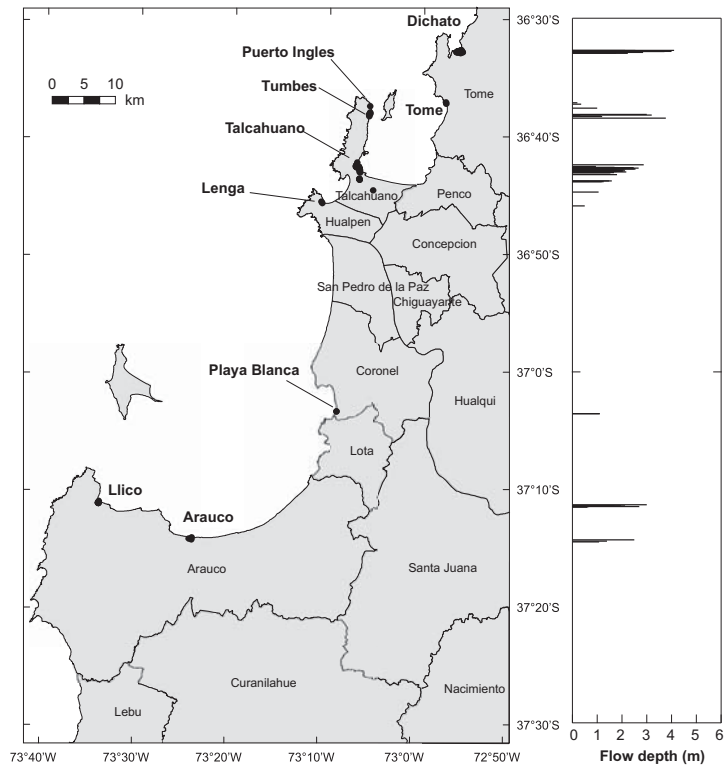 Dichato
36°30'S
Puerto Ingles
0 5 10
km
Tumbes
Tome
Tome
Talcahuano
36°40'S
Lenga
Talcahuano
Penco
Hualpen
Concepcion
36°50'S
San Pedro de la Paz
Chiguayante
Playa Blanca
Coronel
37°0'S
Hualqui
Lota
Llico
37°10'S
Arauco
Arauco
Santa Juana
37°20'S
Curanilahue
Nacimiento
Lebu
37°30'S
73°40'W 73°30'W 73°20'W 73°10'W 73°0'W 72°50'W
0 1 2 3 4 5 6
Flow depth (m)